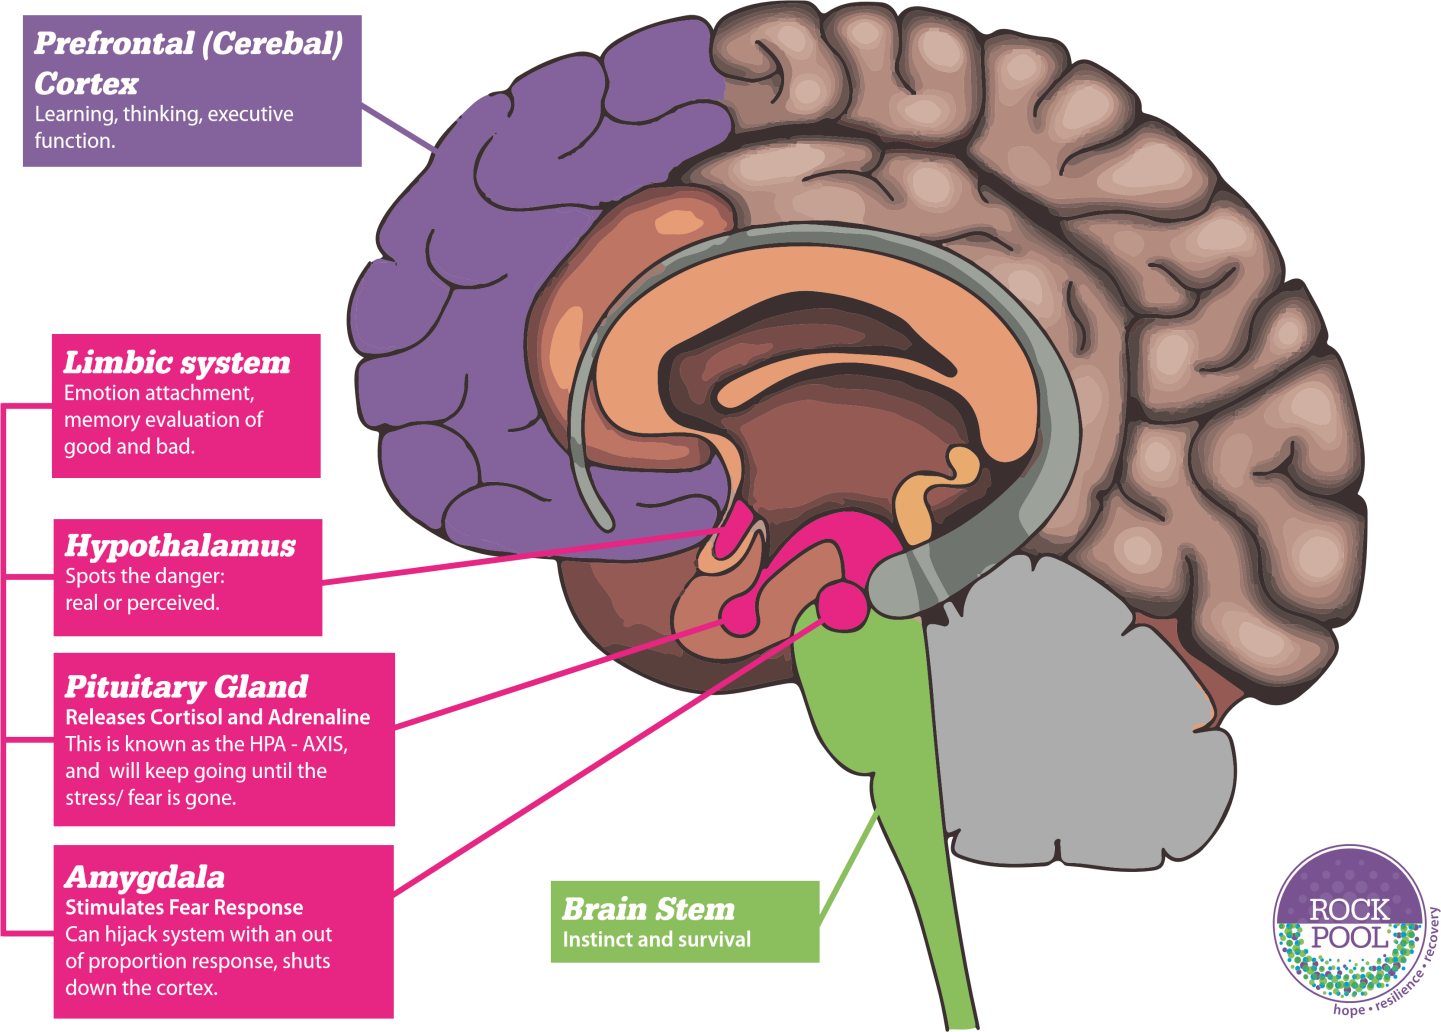 Prefrontal (Cerebal)
Cortex
Learning, thinking, executive
function.
Limbic system
Emotion attachment,
memory evaluation of
good and bad.
Hypothalamus
Spots the danger:
real or perceived.
Pituitary Gland
Releases Cortisol and Adrenaline
This is known as the HPA - AXIS,
and will keep going until the
stress/ fear is gone.
Amygdala
Stimulates Fear Response
Can hijack system with an out
of proportion response, shuts
down the cortex.
Brain Stem
Instinct and survival
ROCK
POOL
hope • resilience • recovery